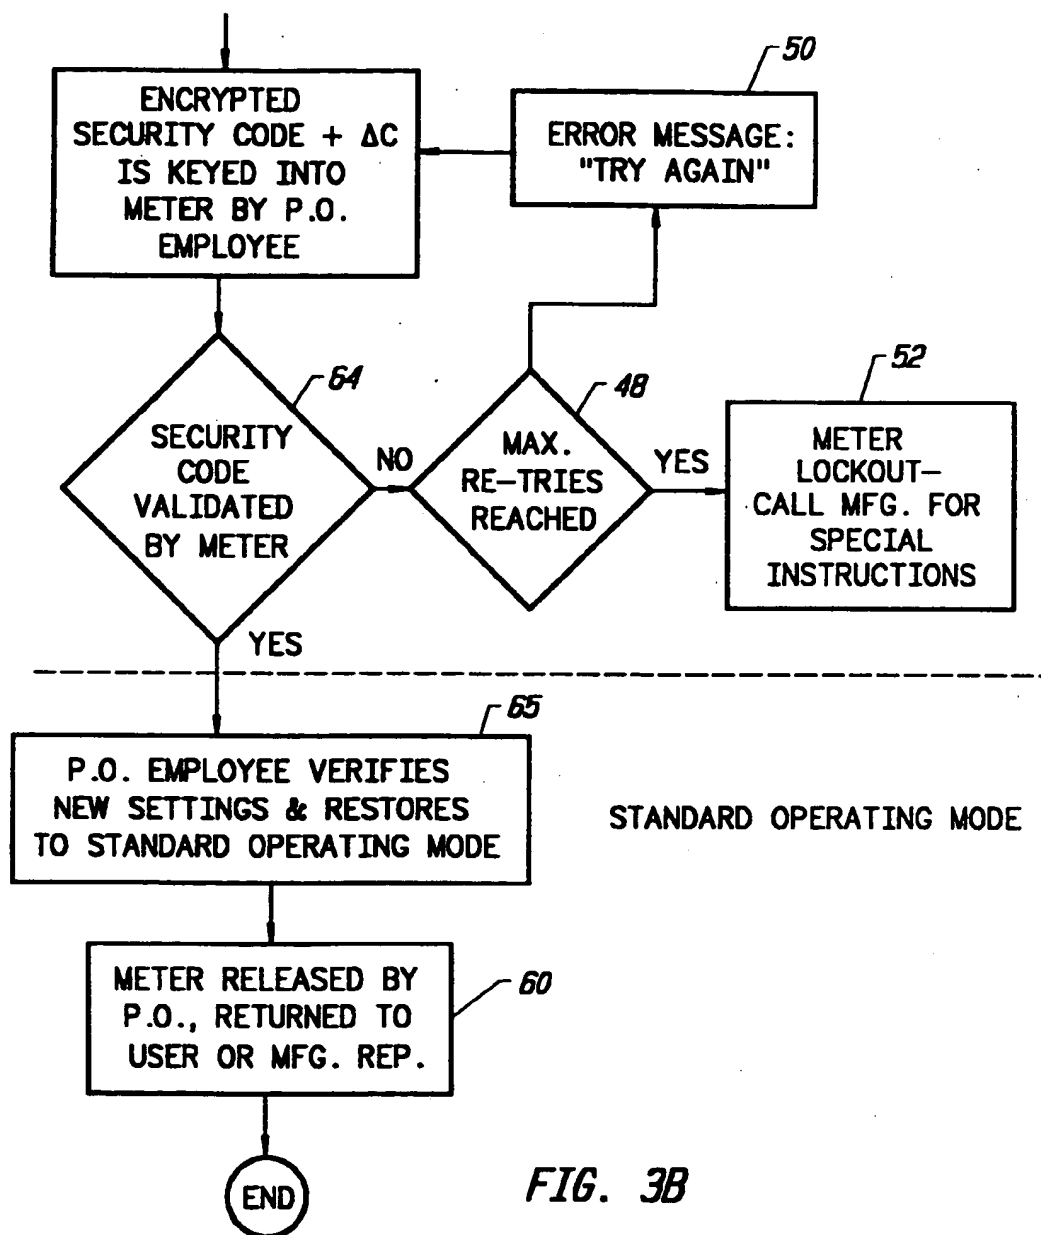 ENCRYPTED
SECURITY CODE + ΔC
IS KEYED INTO
METER BY P.O.
EMPLOYEE
50
ERROR MESSAGE:
"TRY AGAIN"
64
SECURITY
CODE
VALIDATED
BY METER
NO
48
MAX.
RE-TRIES
REACHED
YES
52
METER
LOCKOUT-
CALL MFG. FOR
SPECIAL
INSTRUCTIONS
YES
65
P.O. EMPLOYEE VERIFIES
NEW SETTINGS & RESTORES
TO STANDARD OPERATING MODE
STANDARD OPERATING MODE
METER RELEASED BY
P.O., RETURNED TO
USER OR MFG. REP.
60
END
FIG. 3B